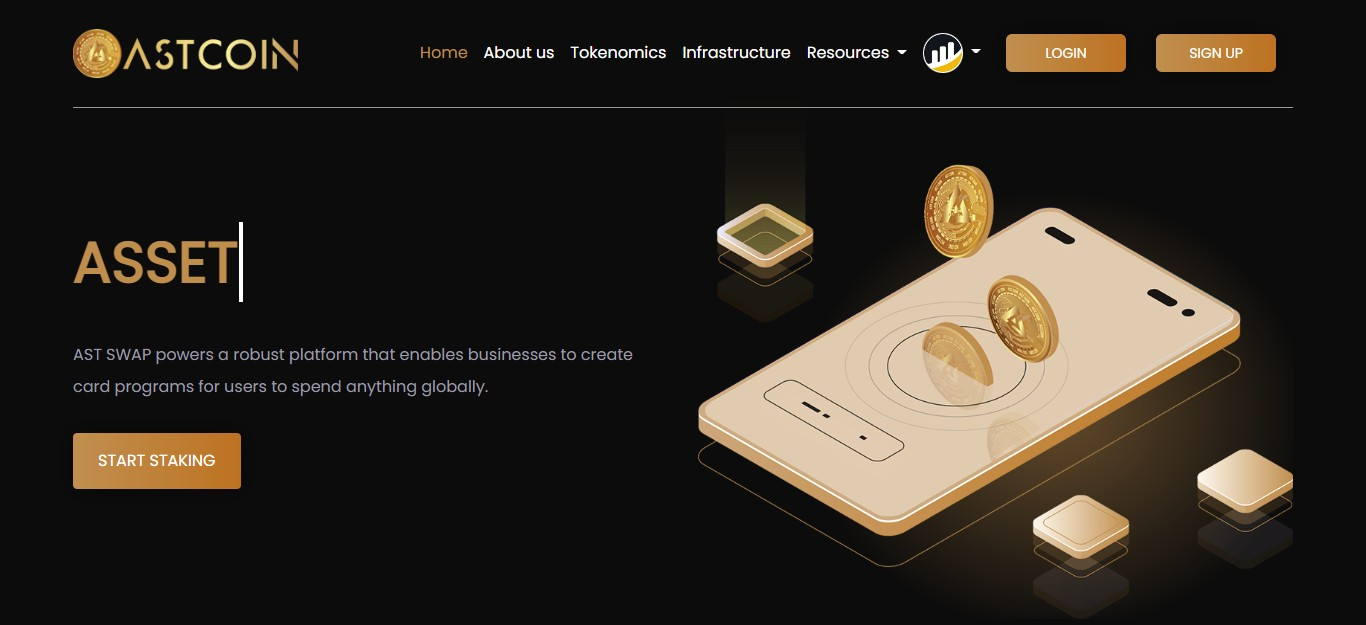 ASTCOIN
Home About us Tokenomics Infrastructure Resources LOGIN SIGN UP
ASSET
AST SWAP powers a robust platform that enables businesses to create
card programs for users to spend anything globally.
START STAKING